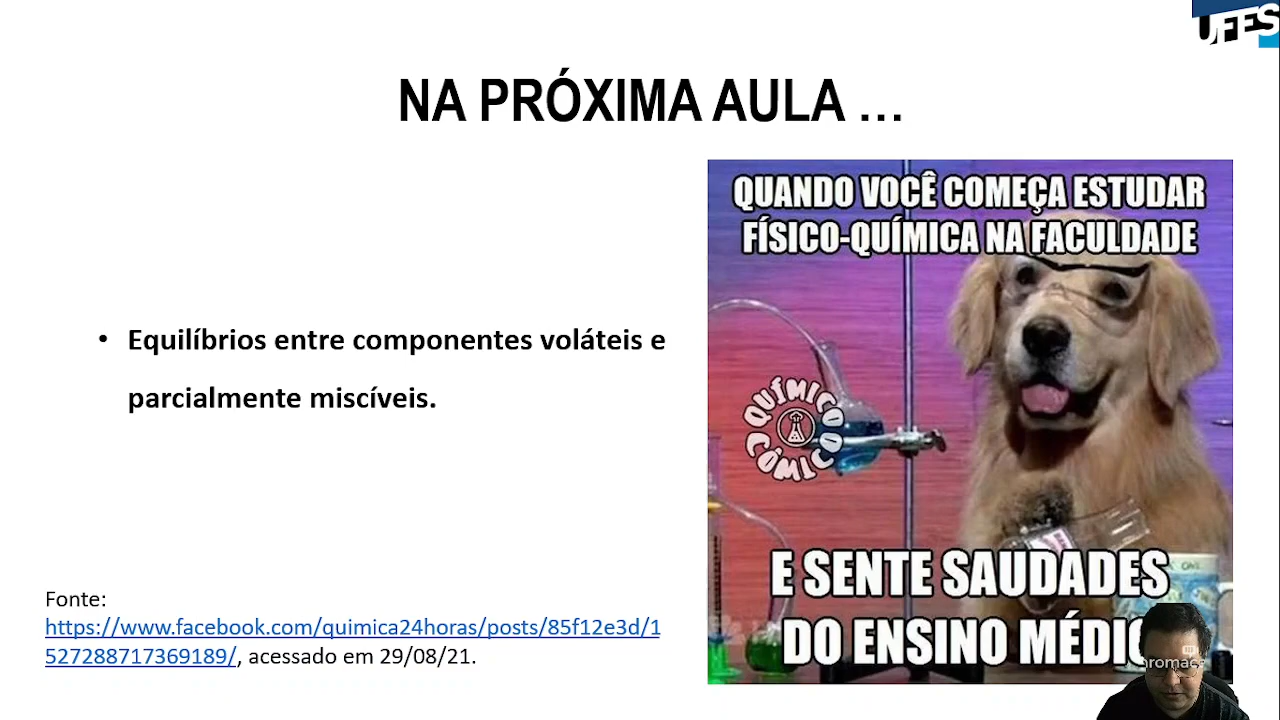 UFES
NA PRÓXIMA AULA ...
QUANDO VOCÊ COMEÇA ESTUDAR
FÍSICO-QUÍMICA NA FACULDADE
• Equilíbrios entre componentes voláteis e
parcialmente miscíveis.
QUÍMICO
CÔMICO
E SENTE SAUDADES
DO ENSINO MÉDIO
Fonte:
https://www.facebook.com/quimica24horas/posts/85f12e3d/1
527288717369189/, acessado em 29/08/21.